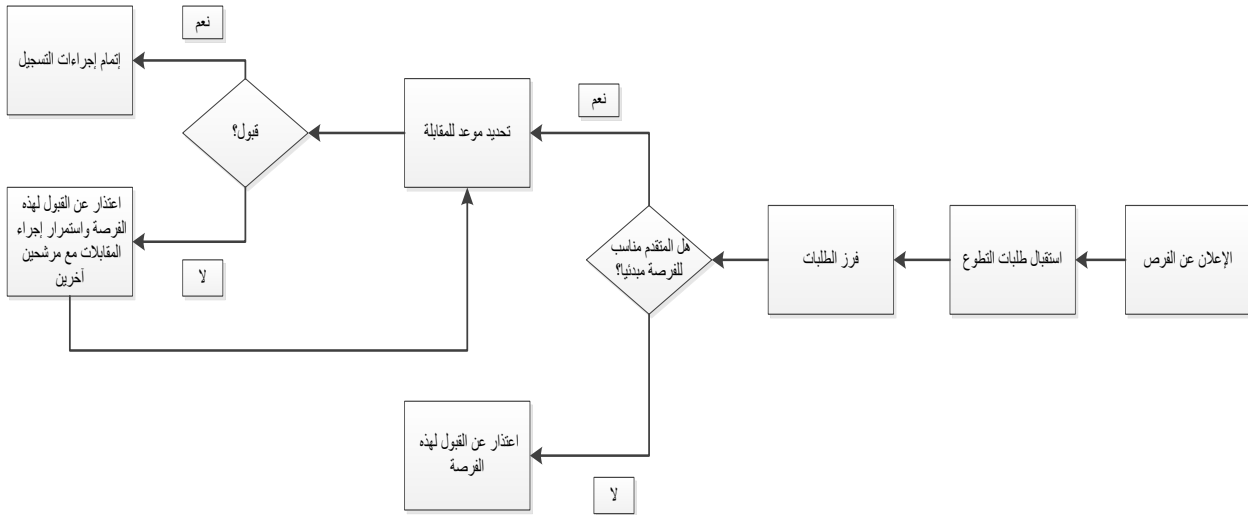 الإعلان عن الفرص
استقبال طلبات التطوع
فرز الطلبات
هل المتقدم مناسب
للفرصة مبدئيا؟
نعم
تحديد موعد للمقابلة
قبول؟
نعم
إتمام إجراءات التسجيل
لا
اعتذار عن القبول لهذه
الفرصة واستمرار إجراء
المقابلات مع مرشحين
آخرين
لا
اعتذار عن القبول لهذه
الفرصة